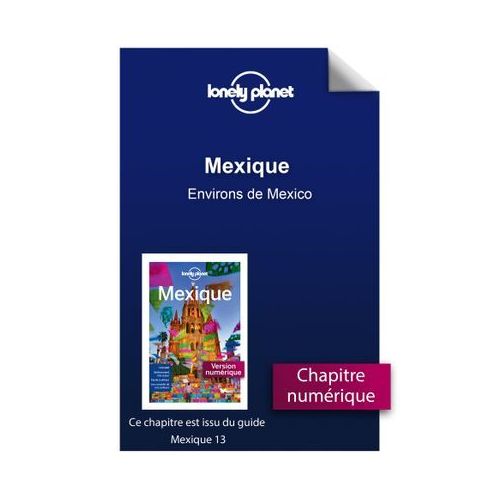 lonely planet
Mexique
Environs de Mexico
lonely planet
Mexique
Version
numérique
Chapitre
numérique
Ce chapitre est issu du guide
Mexique 13